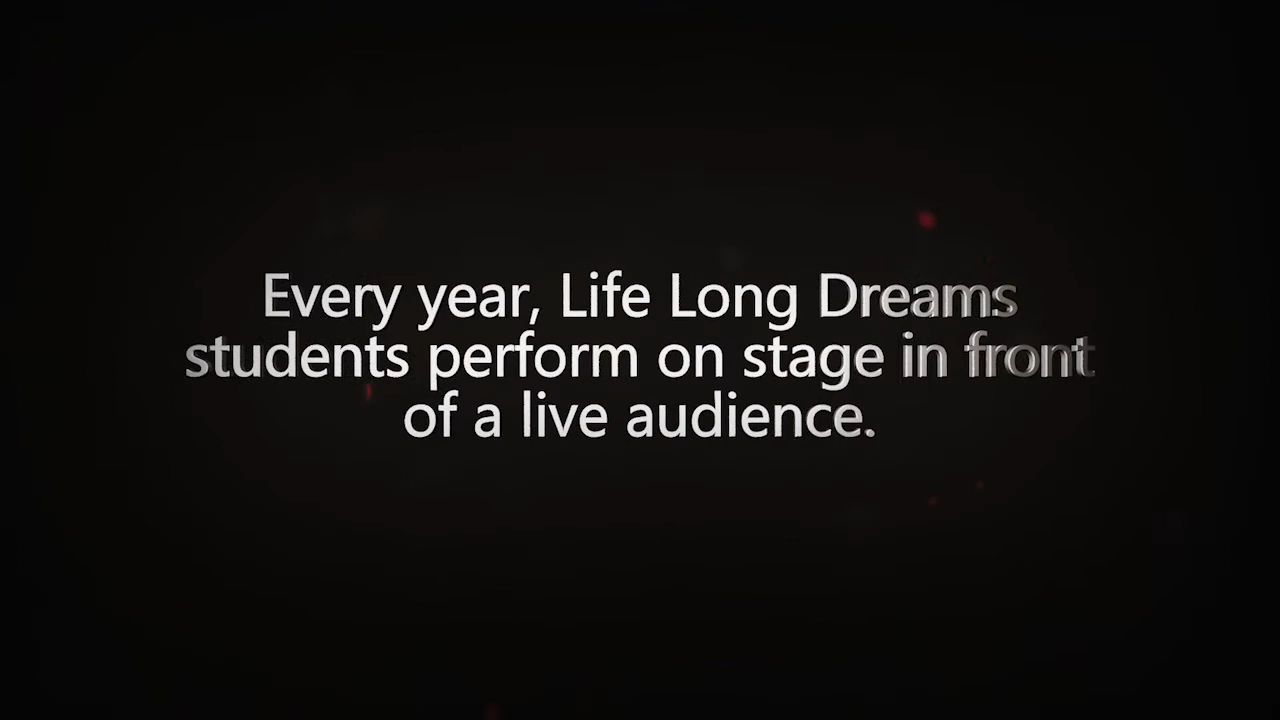 Every year, Life Long Dreams
students perform on stage in front
of a live audience.